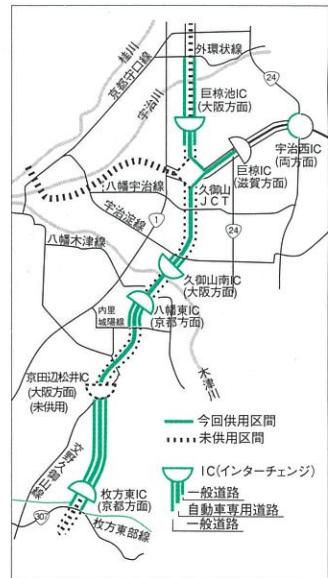 桂川
京都守口線
宇治川
外環状線
24
巨椋池IC
(大阪方面)
宇治西IC
(両方面)
巨椋IC
(滋賀方面)
久御山
JCT
八幡宇治線
宇治淀線
1
24
八幡木津線
久御山南IC
(大阪方面)
八幡東IC
(京都方面)
内里
城陽線
木津川
京田辺松井IC
(大阪方面)
(未供用)
今回供用区間
未供用区間
IC(インターチェンジ)
一般道路
自動車専用道路
一般道路
交野久御山線
枚方東IC
(京都方面)
307
枚方東部線